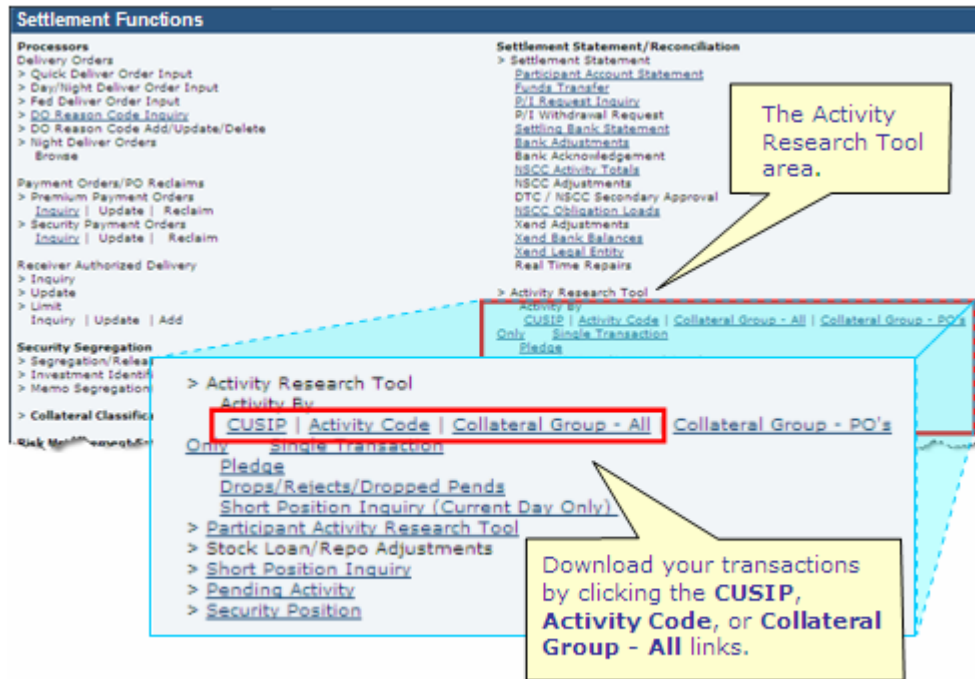 Settlement Functions
Processors
Delivery Orders
> Quick Deliver Order Input
> Day/Night Deliver Order Input
> Fed Deliver Order Input
> DO Reason Code Inquiry
> DO Reason Code Add/Update/Delete
> Night Deliver Orders
Browse
Payment Orders/PO Reclaims
> Premium Payment Orders
Inquiry | Update | Reclaim
> Security Payment Orders
Inquiry | Update | Reclaim
Receiver Authorized Delivery
> Inquiry
> Update
> Limit
Inquiry | Update | Add
Security Segregation
> Segregation/Relea
> Investment Identif
> Memo Segregation
> Collateral Classifica
Settlement Statement/Reconciliation
> Settlement Statement
Participant Account Statement
Funds Transfer
P/I Request Inquiry
P/I Withdrawal Request
Settling Bank Statement
Bank Adjustments
Bank Acknowledgement
NSCC Activity Totals
NSCC Adjustments
DTC / NSCC Secondary Approval
NSCC Obligation Loads
Xend Adjustments
Xend Bank Balances
Xend Legal Entity
Real Time Repairs
> Activity Research Tool
Activity By
CUSIP | Activity Code | Collateral Group - All | Collateral Group - PO's
Only Single Transaction
Pledge
The Activity
Research Tool
area.
> Activity Research Tool
Activity By
CUSIP | Activity Code | Collateral Group - All Collateral Group - PO's
Only Single Transaction
Pledge
Drops/Rejects/Dropped Pends
Short Position Inquiry (Current Day Only)
> Participant Activity Research Tool
> Stock Loan/Repo Adjustments
> Short Position Inquiry
> Pending Activity
> Security Position
Download your transactions
by clicking the CUSIP,
Activity Code, or Collateral
Group - All links.